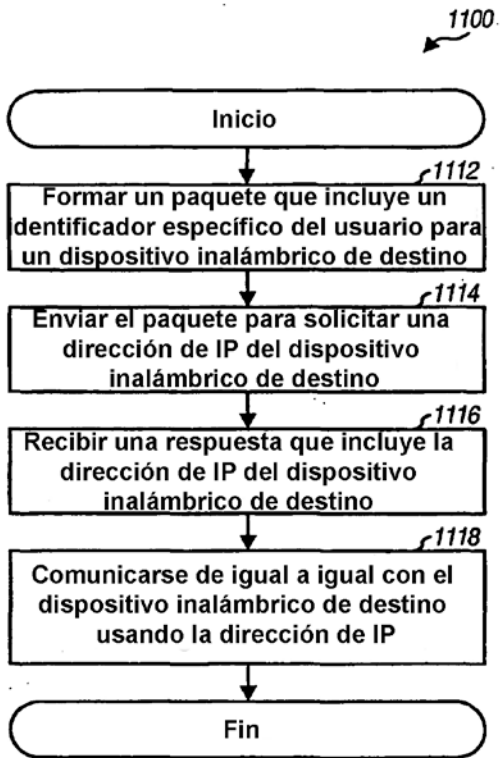 1100
Inicio
1112
Formar un paquete que incluye un
dentificador específico del usuario para
un dispositivo inalámbrico de destino
1114
Enviar el paquete para solicitar una
dirección de IP del dispositivo
inalámbrico de destino
1116
Recibir una respuesta que incluye la
dirección de IP del dispositivo
inalámbrico de destino
1118
Comunicarse de igual a igual con el
dispositivo inalámbrico de destino
usando la dirección de IP
Fin